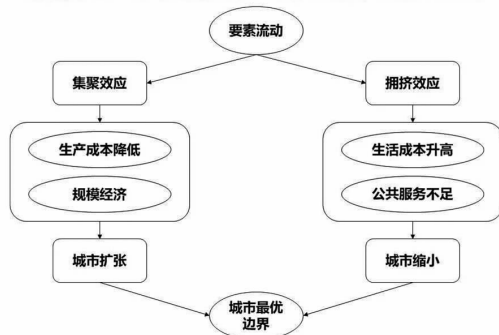 要素流动
集聚效应
拥挤效应
生产成本降低
生活成本升高
规模经济
公共服务不足
城市扩张
城市缩小
城市最优
边界